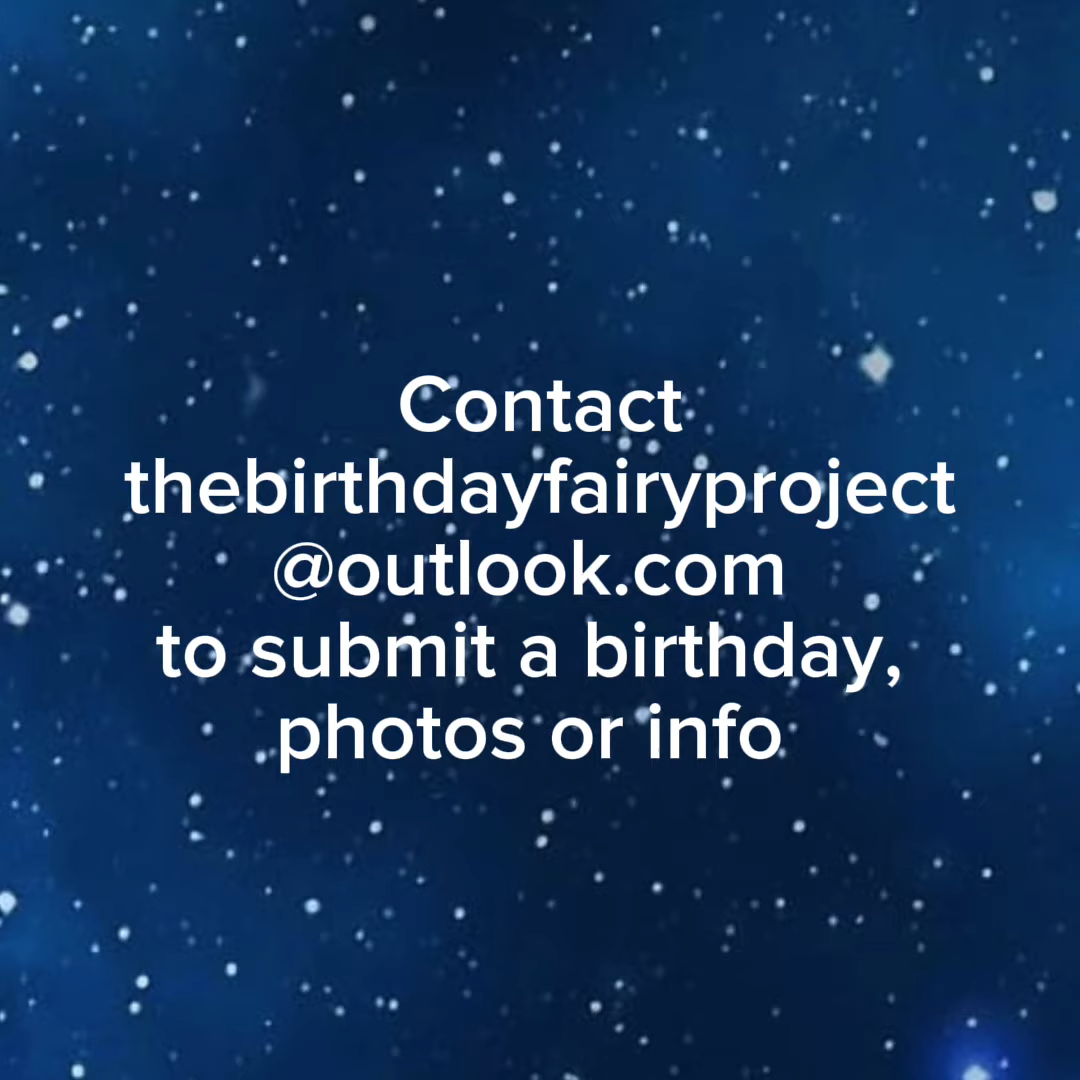 Contact
thebirthdayfairyproject
@outlook.com
to submit a birthday,
photos or info